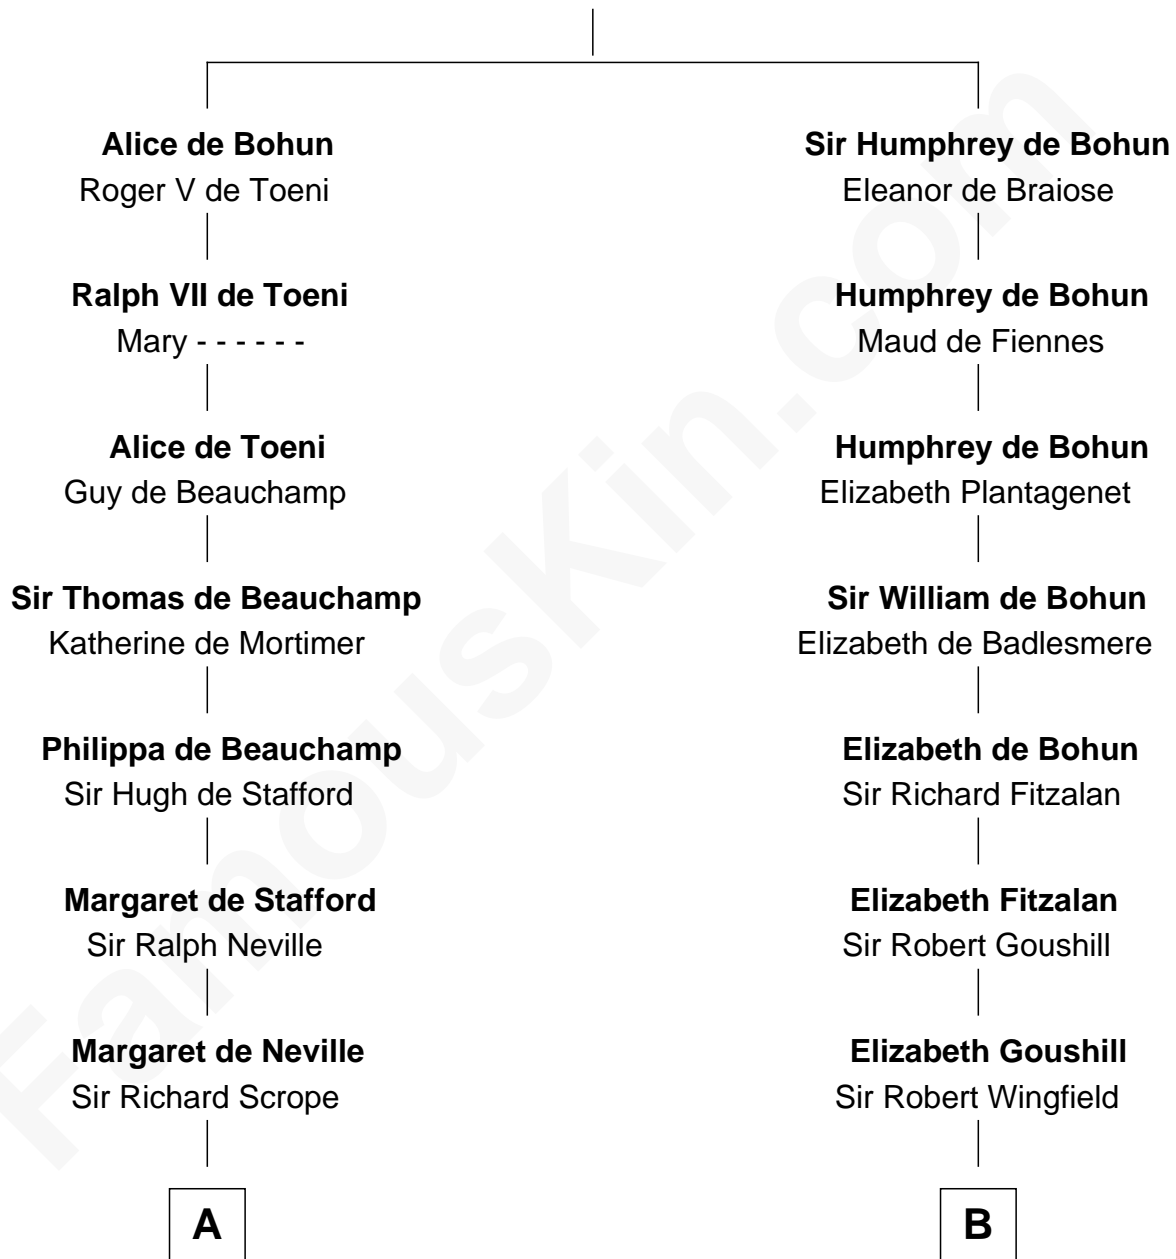 Alice de Bohun
Roger V de Toeni
Ralph VII de Toeni
Mary - - - - - -
Alice de Toeni
Guy de Beauchamp
Sir Thomas de Beauchamp
Katherine de Mortimer
Philippa de Beauchamp
Sir Hugh de Stafford
Margaret de Stafford
Sir Ralph Neville
Margaret de Neville
Sir Richard Scrope
A
Sir Humphrey de Bohun
Eleanor de Braiose
Humphrey de Bohun
Maud de Fiennes
Humphrey de Bohun
Elizabeth Plantagenet
Sir William de Bohun
Elizabeth de Badlesmere
Elizabeth de Bohun
Sir Richard Fitzalan
Elizabeth Fitzalan
Sir Robert Goushill
Elizabeth Goushill
Sir Robert Wingfield
B
FamousKin.com